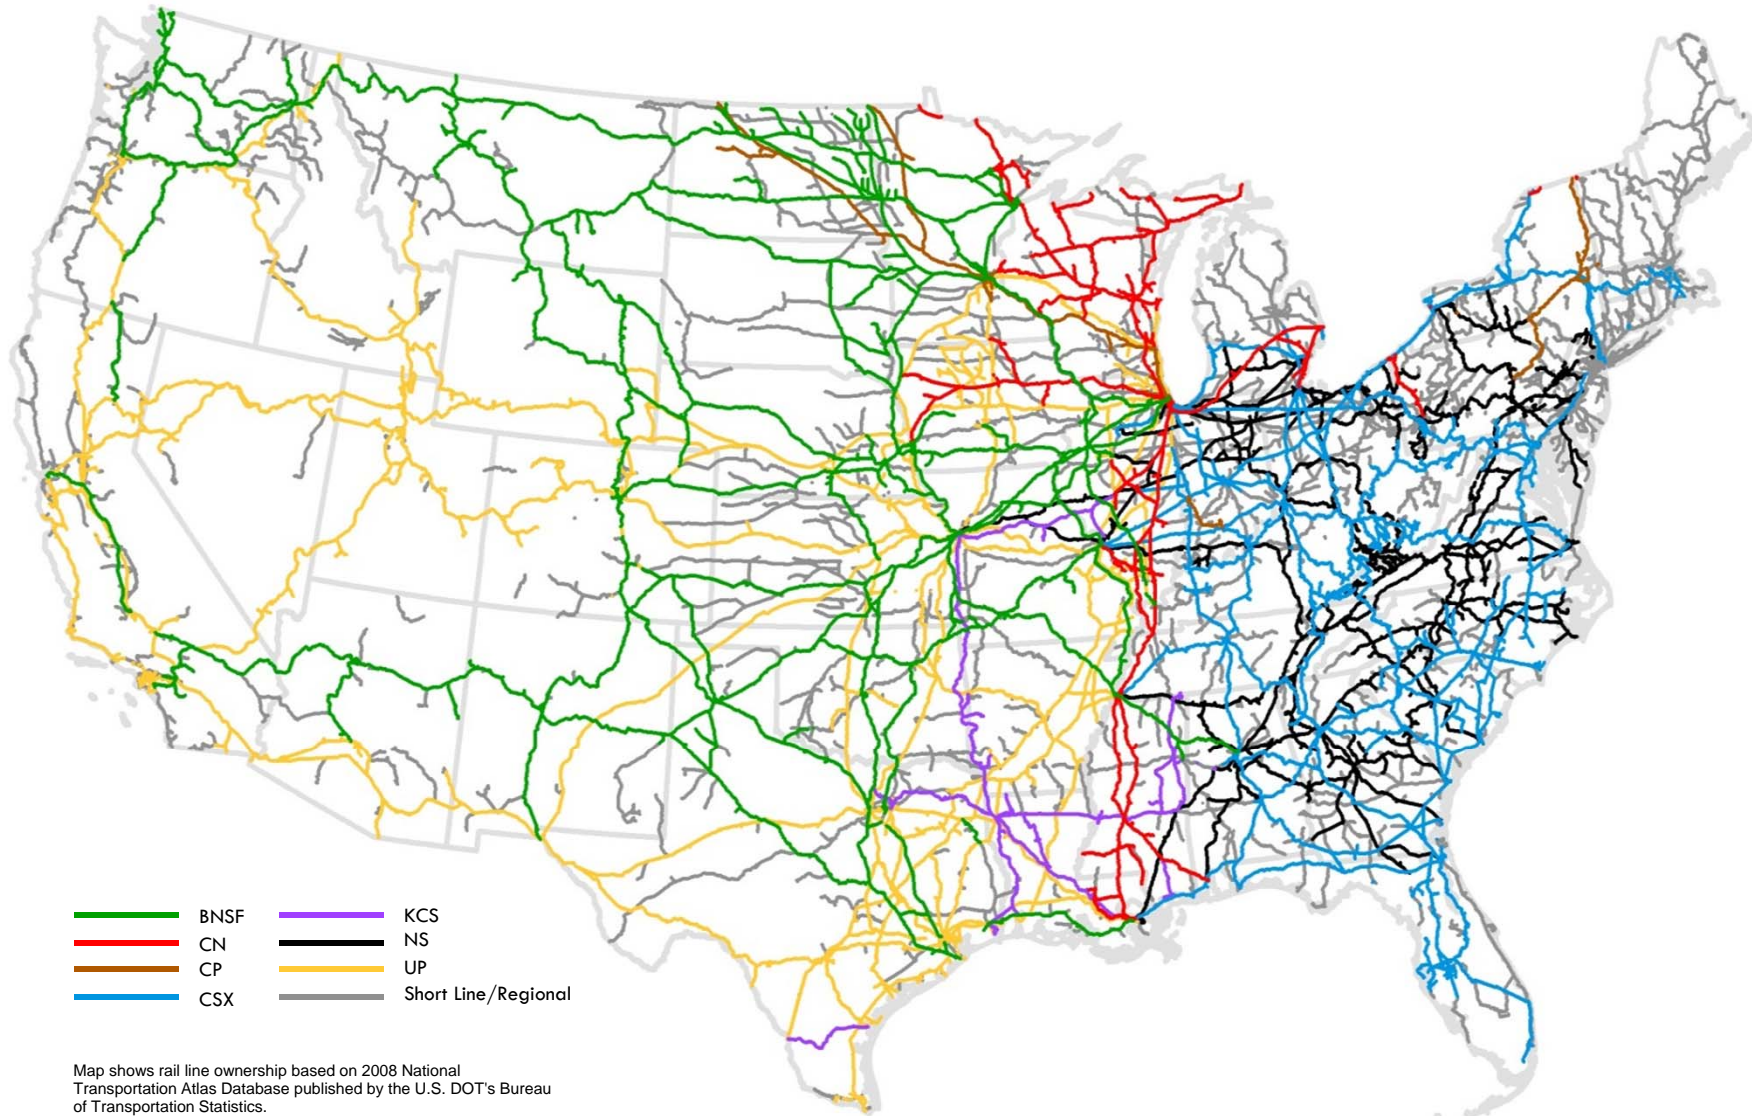 BNSF
CN
CP
CSX
KCS
NS
UP
Short Line/Regional
Map shows rail line ownership based on 2008 National
Transportation Atlas Database published by the U.S. DOT's Bureau
of Transportation Statistics.